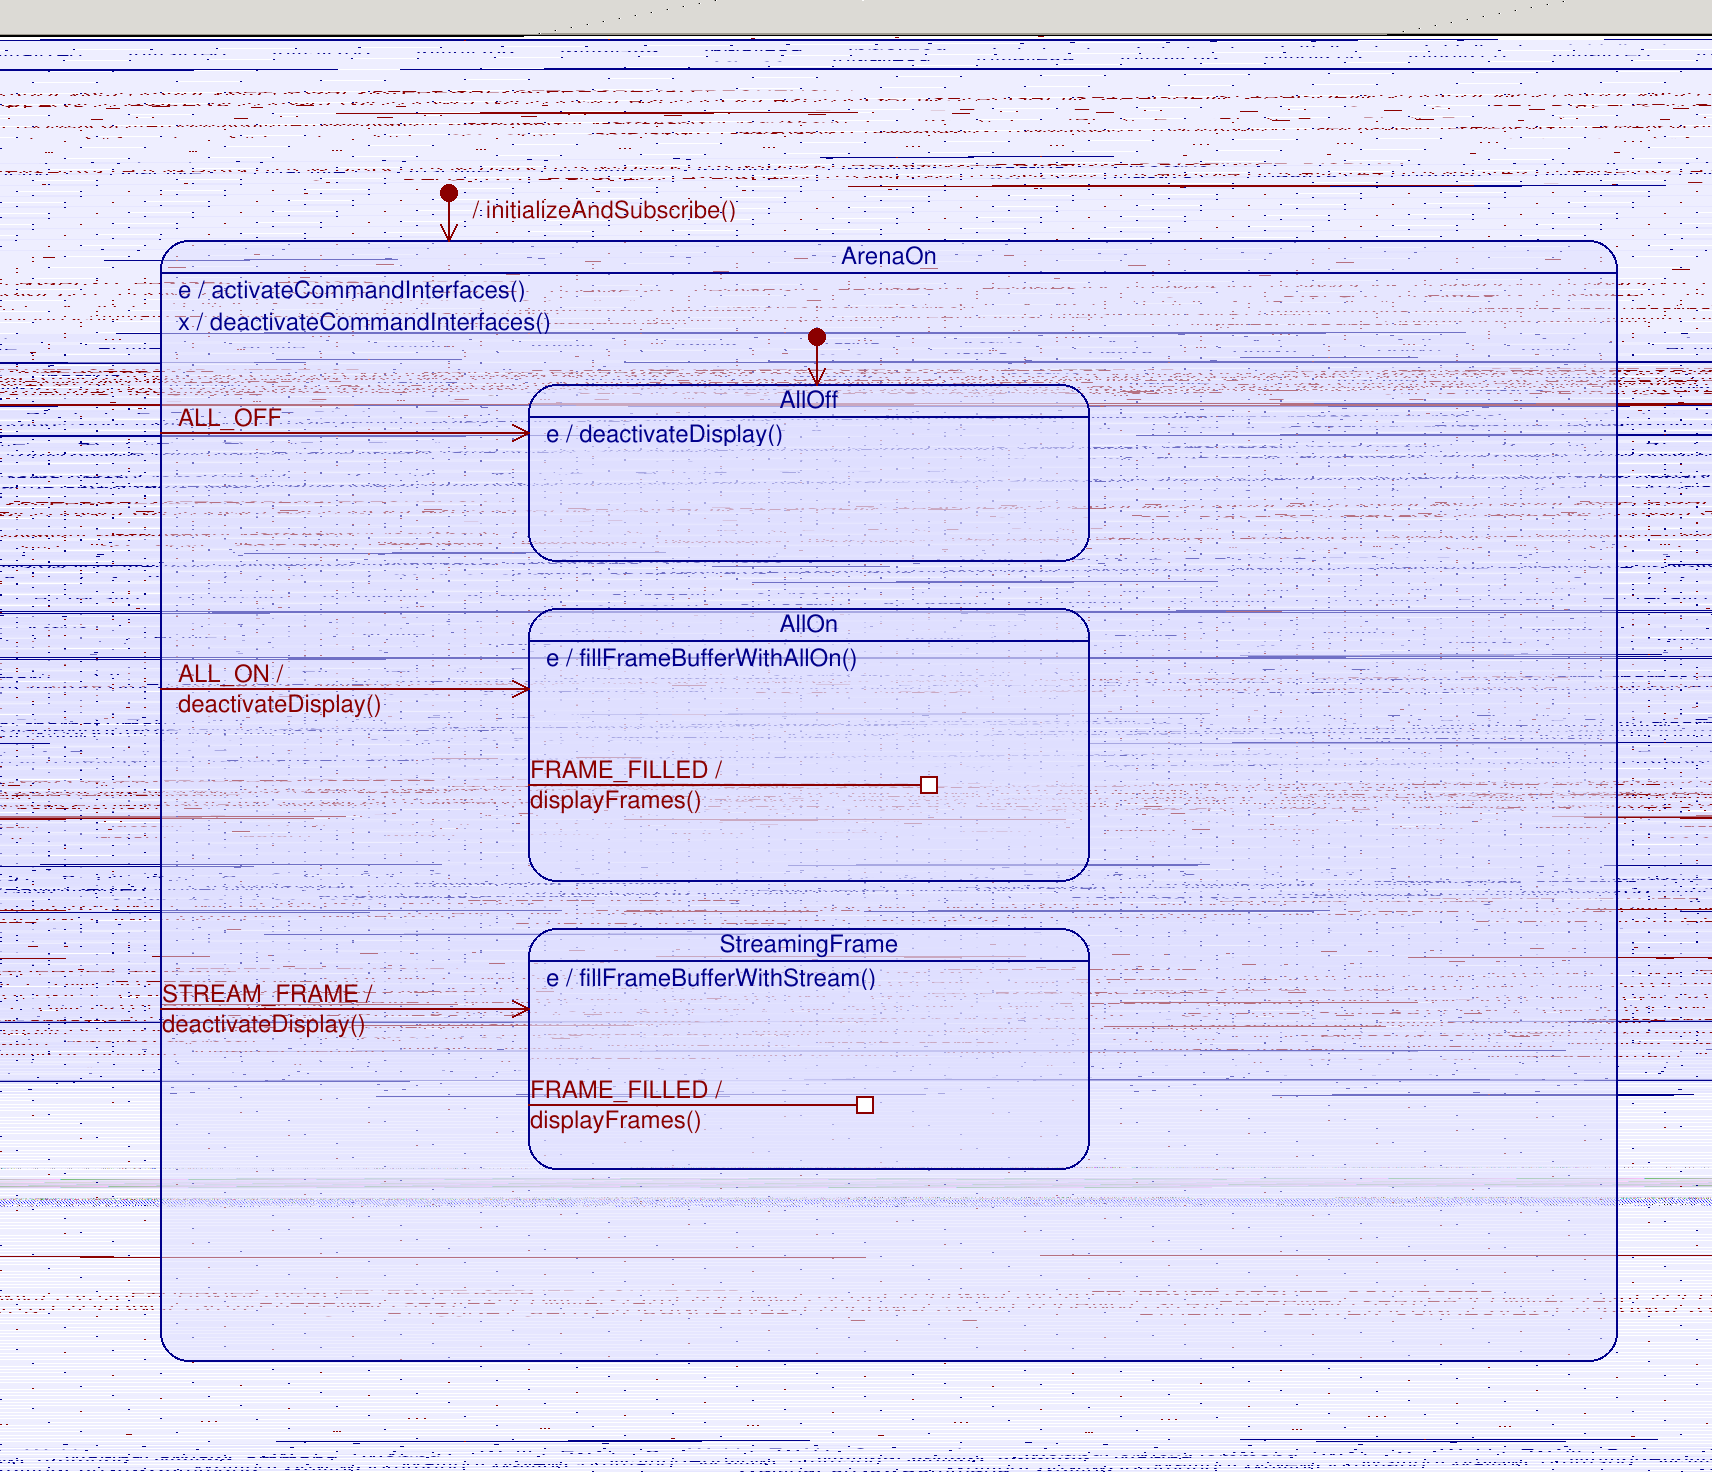 / initializeAndSubscribe()
ArenaOn
e / activateCommandInterfaces()
x / deactivateCommandInterfaces()
AllOff
ALL_OFF
e / deactivateDisplay()
AllOn
e / fillFrameBufferWithAllOn()
ALL_ON /
deactivateDisplay()
FRAME_FILLED /
displayFrames()
StreamingFrame
e / fillFrameBufferWithStream()
STREAM_FRAME /
deactivateDisplay()
FRAME_FILLED /
displayFrames()